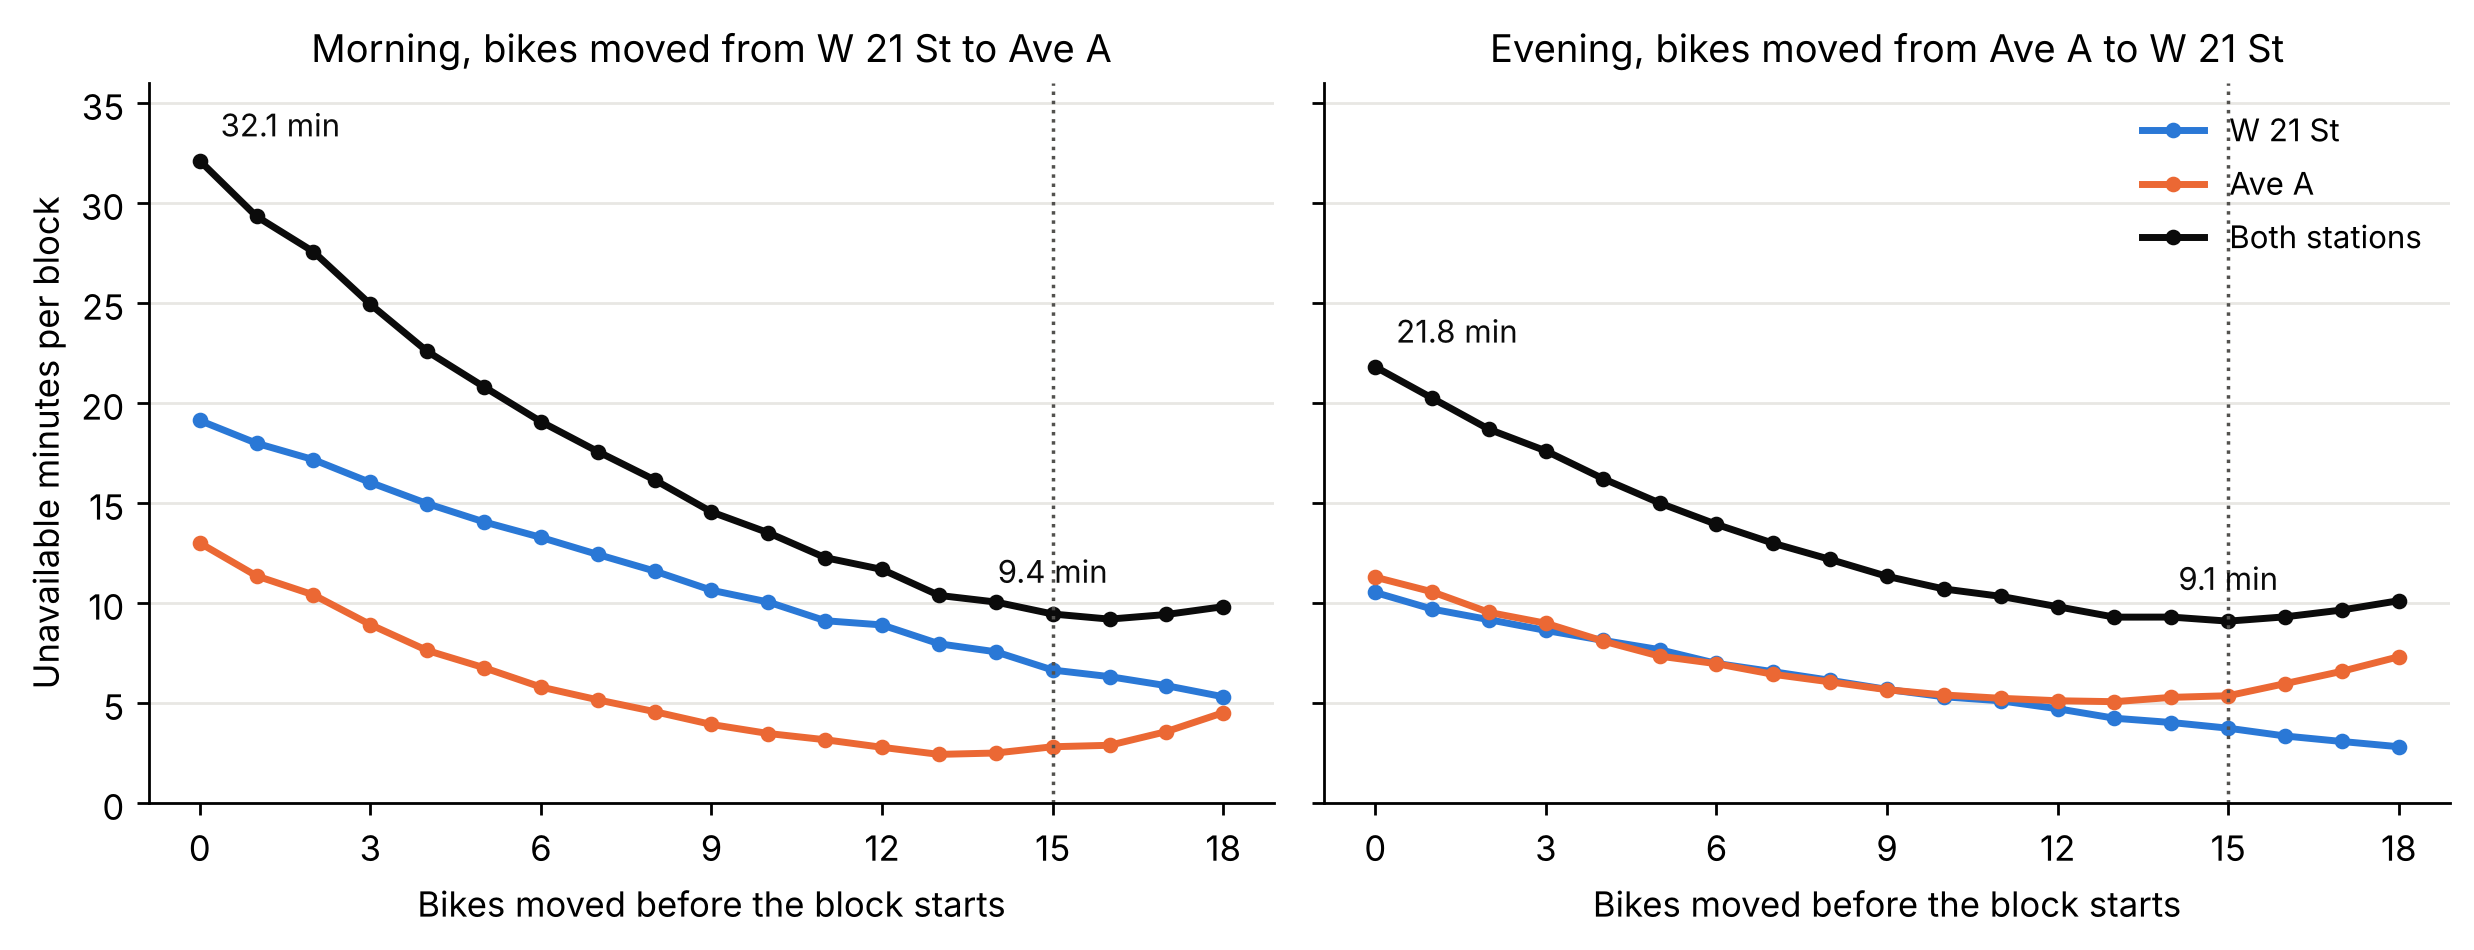 Morning, bikes moved from W 21 St to Ave A
Unavailable minutes per block
35
30
25
20
15
10
5
0
32.1 min
9.4 min
0 3 6 9 12 15 18
Bikes moved before the block starts
Evening, bikes moved from Ave A to W 21 St
W 21 St
Ave A
Both stations
21.8 min
9.1 min
0 3 6 9 12 15 18
Bikes moved before the block starts